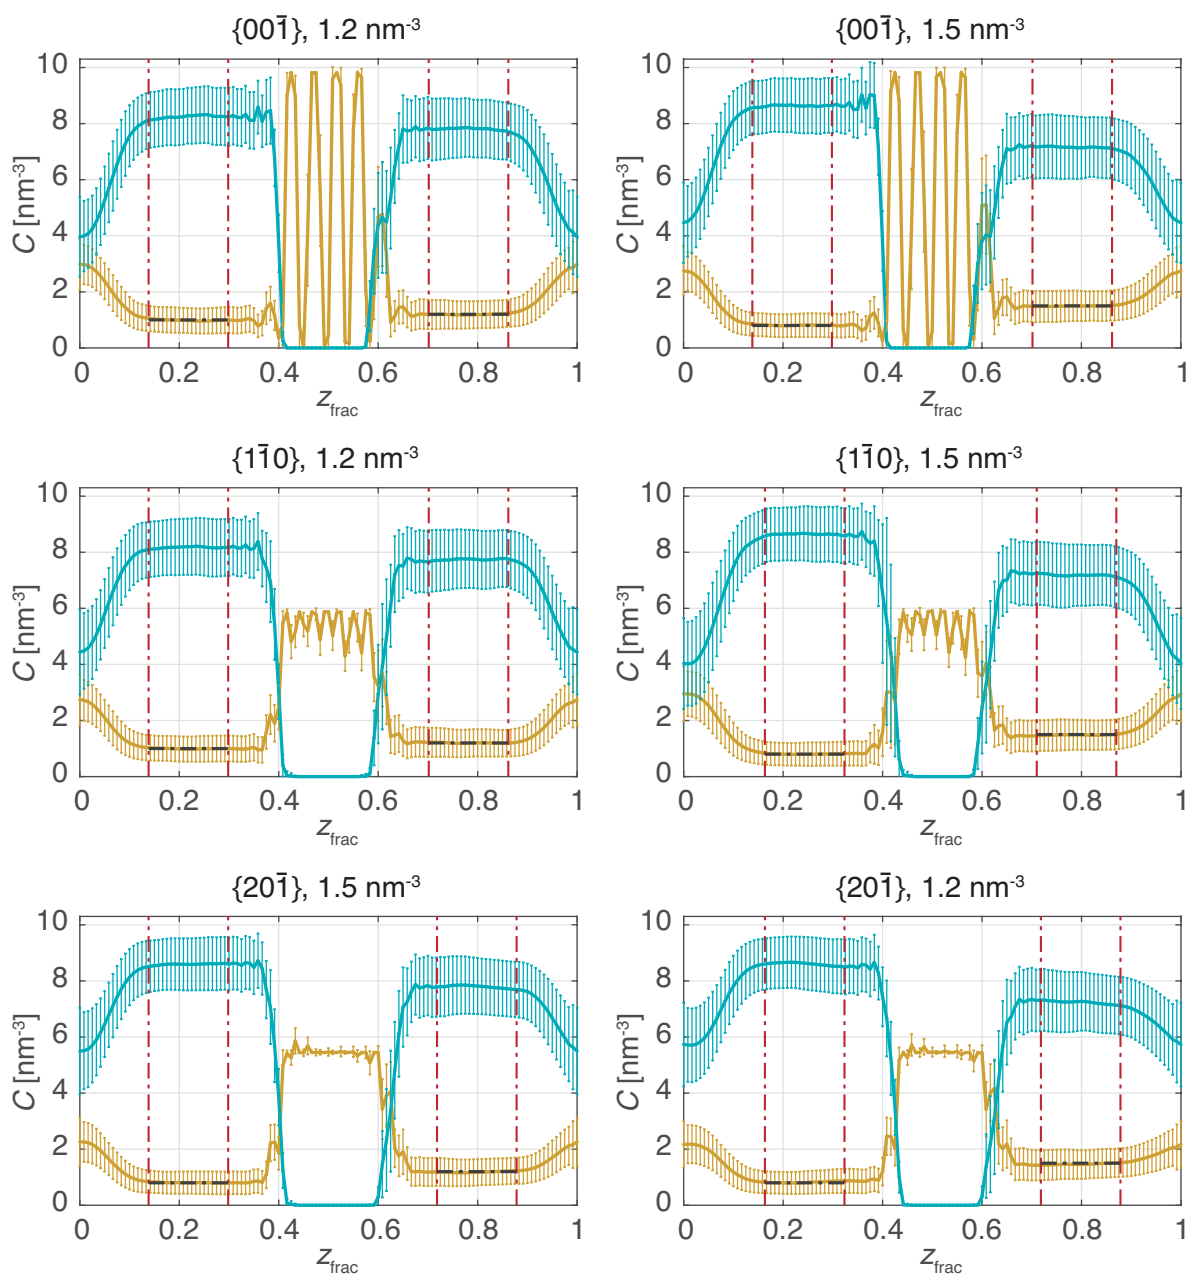 {001̄}, 1.2 nm⁻³
{001̄}, 1.5 nm⁻³
10
8
6
4
2
0
C [nm⁻³]
0 0.2 0.4 0.6 0.8 1
z_frac
10
8
6
4
2
0
C [nm⁻³]
0 0.2 0.4 0.6 0.8 1
z_frac
{11̄0}, 1.2 nm⁻³
{11̄0}, 1.5 nm⁻³
10
8
6
4
2
0
C [nm⁻³]
0 0.2 0.4 0.6 0.8 1
z_frac
10
8
6
4
2
0
C [nm⁻³]
0 0.2 0.4 0.6 0.8 1
z_frac
{201̄}, 1.5 nm⁻³
{201̄}, 1.2 nm⁻³
10
8
6
4
2
0
C [nm⁻³]
0 0.2 0.4 0.6 0.8 1
z_frac
10
8
6
4
2
0
C [nm⁻³]
0 0.2 0.4 0.6 0.8 1
z_frac